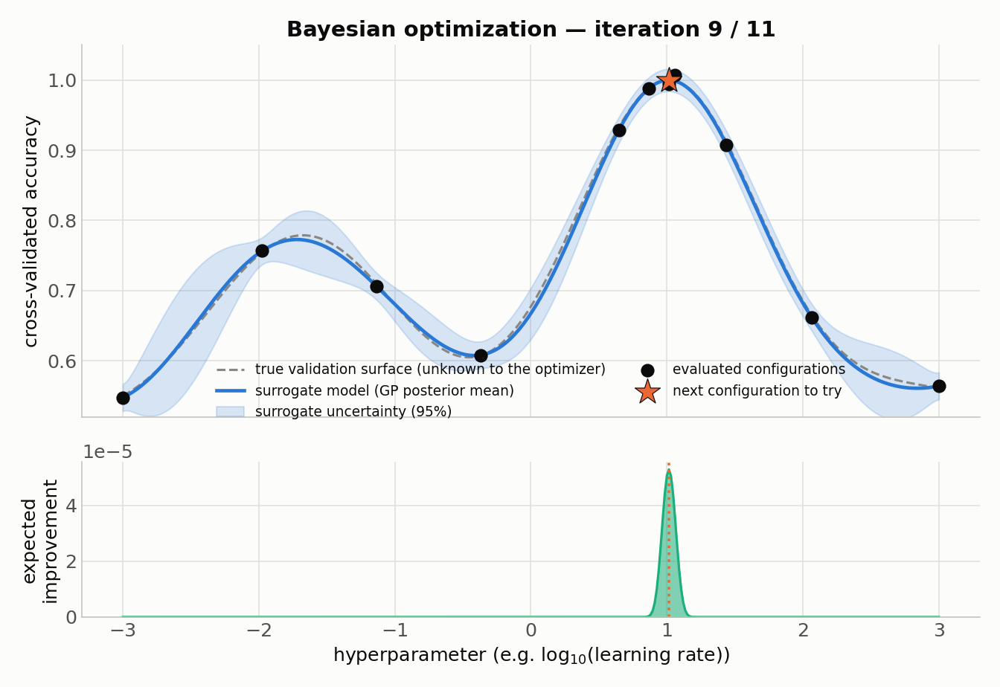 Bayesian optimization — iteration 9 / 11
cross-validated accuracy
1.0
0.9
0.8
0.7
0.6
true validation surface (unknown to the optimizer)
surrogate model (GP posterior mean)
surrogate uncertainty (95%)
evaluated configurations
next configuration to try
1e−5
expected
improvement
4
2
0
−3 −2 −1 0 1 2 3
hyperparameter (e.g. log₁₀(learning rate))